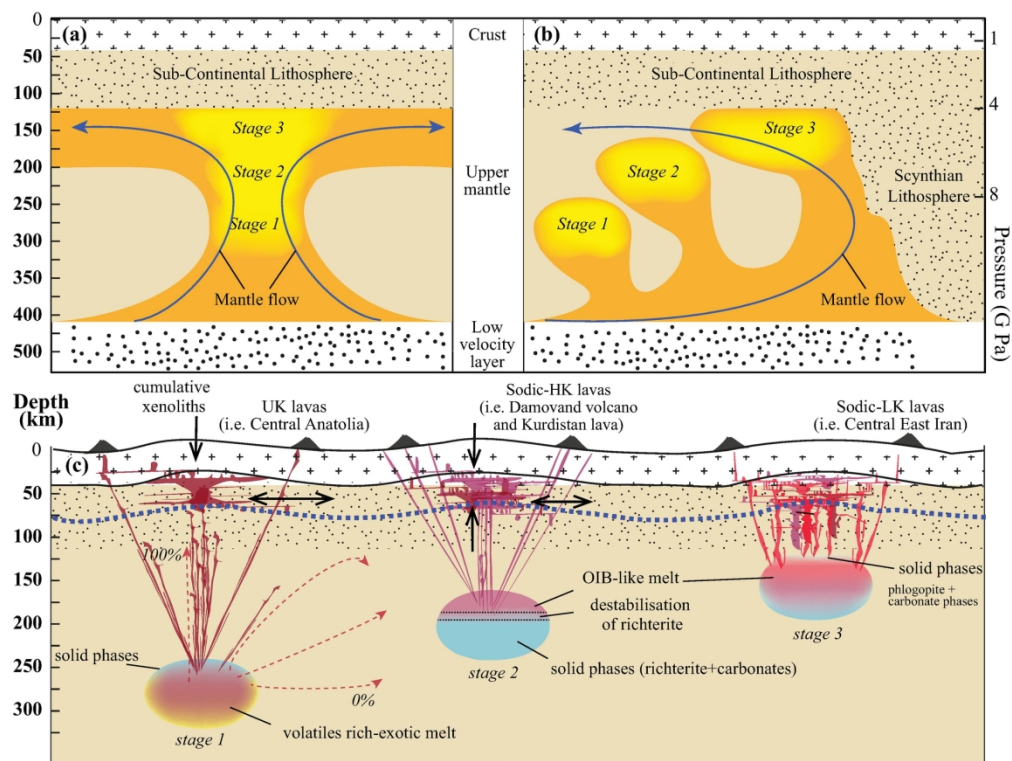 0
50
100
150
200
250
300
350
400
500
(a)
Sub-Continental Lithosphere
Stage 3
Stage 2
Stage 1
Mantle flow
Crust
Upper
mantle
Low
velocity
layer
(b)
Sub-Continental Lithosphere
Stage 3
Stage 2
Stage 1
Scynthian
Lithosphere
Mantle flow
1
4
8
Pressure (G Pa)
Depth
(km)
cumulative
xenoliths
UK lavas
(i.e. Central Anatolia)
Sodic-HK lavas
(i.e. Damovand volcano
and Kurdistan lava)
Sodic-LK lavas
(i.e. Central East Iran)
0
50
100
150
200
250
300
(c)
100%
0%
solid phases
volatiles rich-exotic melt
stage 1
OIB-like melt
destabilisation
of richterite
solid phases (richterite+carbonates)
stage 2
solid phases
phlogopite +
carbonate phases
stage 3